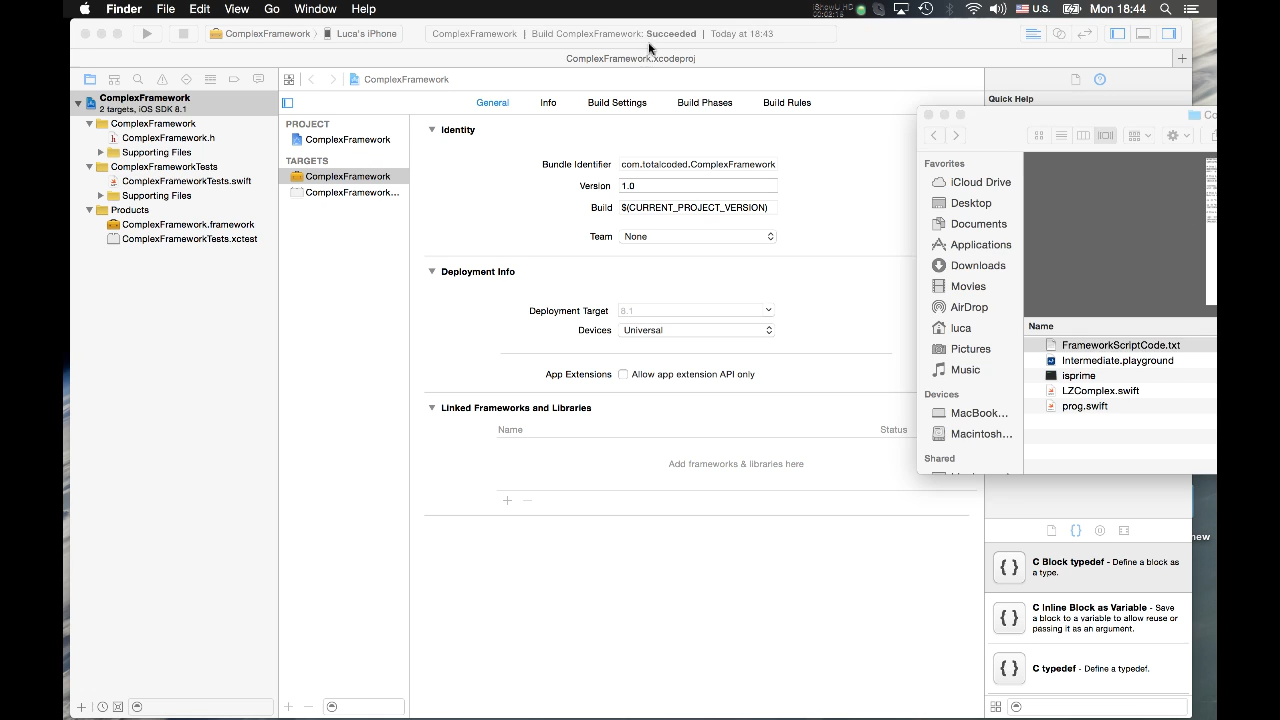 Finder File Edit View Go Window Help U.S. Mon 18:44
ComplexFramework Luca's iPhone ComplexFramework | Build ComplexFramework: Succeeded |
ComplexFramework.xcodeproj
ComplexFramework
Quick Help
ComplexFramework
2 targets, iOS SDK 8.1
ComplexFramework
ComplexFramework.h
Supporting Files
ComplexFrameworkTests
ComplexFrameworkTests.swift
Supporting Files
Products
ComplexFramework.framework
ComplexFrameworkTests.xctest
PROJECT
ComplexFramework
TARGETS
ComplexFramework
ComplexFramework...
General Info Build Settings Build Phases Build Rules
Identity
Bundle Identifier com.totalcoded.ComplexFramework
Version 1.0
Build $(CURRENT_PROJECT_VERSION)
Team None
Deployment Info
Deployment Target 8.1
Devices Universal
App Extensions Allow app extension API only
Linked Frameworks and Libraries
Name Status
Add frameworks & libraries here
Favorites
iCloud Drive
Desktop
Documents
Applications
Downloads
Movies
AirDrop
luca
Pictures
Music
Devices
MacBook...
Macintosh...
Shared
Name
FrameworkScriptCode.txt
Intermediate.playground
isprime
LZComplex.swift
prog.swift
new
C Block typedef - Define a block as
a type.
C Inline Block as Variable - Save
a block to a variable to allow reuse or
passing it as an argument.
C typedef - Define a typedef.